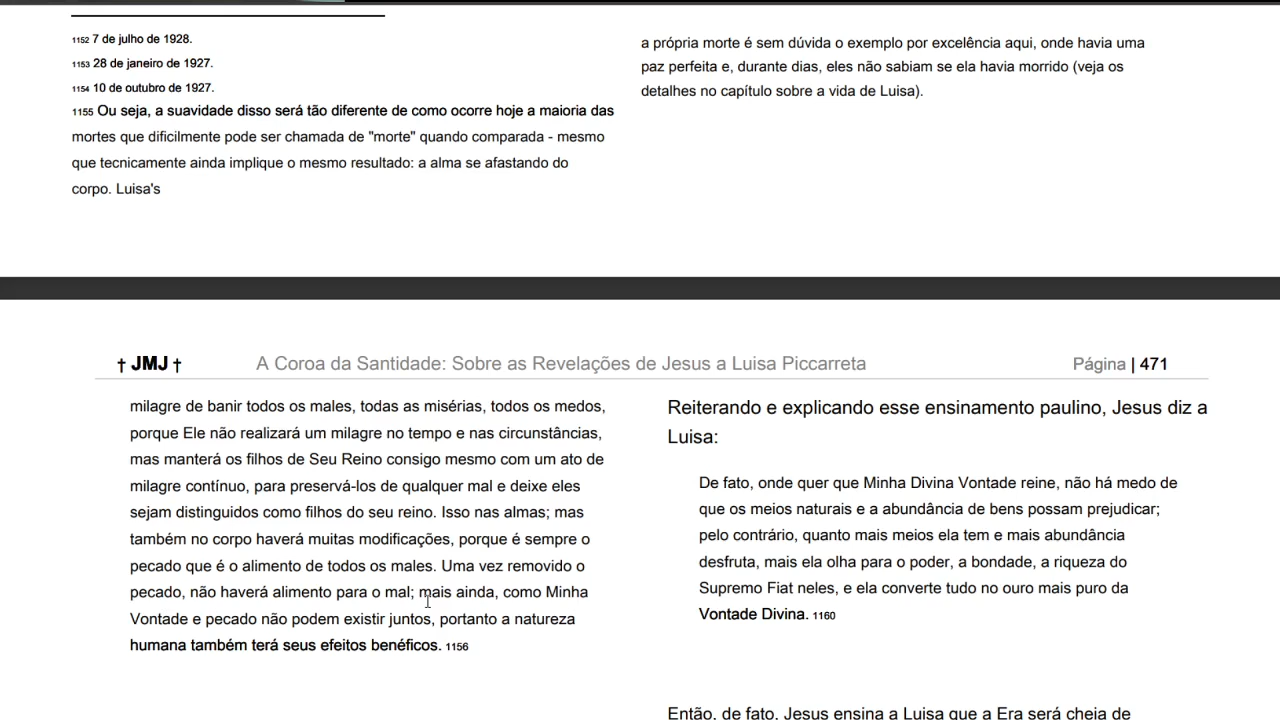 1152 7 de julho de 1928.
1153 28 de janeiro de 1927.
1154 10 de outubro de 1927.
1155 Ou seja, a suavidade disso será tão diferente de como ocorre hoje a maioria das
mortes que dificilmente pode ser chamada de "morte" quando comparada - mesmo
que tecnicamente ainda implique o mesmo resultado: a alma se afastando do
corpo. Luisa's
a própria morte é sem dúvida o exemplo por excelência aqui, onde havia uma
paz perfeita e, durante dias, eles não sabiam se ela havia morrido (veja os
detalhes no capítulo sobre a vida de Luisa).
† JMJ † A Coroa da Santidade: Sobre as Revelações de Jesus a Luisa Piccarreta Página | 471
milagre de banir todos os males, todas as misérias, todos os medos,
porque Ele não realizará um milagre no tempo e nas circunstâncias,
mas manterá os filhos de Seu Reino consigo mesmo com um ato de
milagre contínuo, para preservá-los de qualquer mal e deixe eles
sejam distinguidos como filhos do seu reino. Isso nas almas; mas
também no corpo haverá muitas modificações, porque é sempre o
pecado que é o alimento de todos os males. Uma vez removido o
pecado, não haverá alimento para o mal; mais ainda, como Minha
Vontade e pecado não podem existir juntos, portanto a natureza
humana também terá seus efeitos benéficos. 1156
Reiterando e explicando esse ensinamento paulino, Jesus diz a
Luisa:
De fato, onde quer que Minha Divina Vontade reine, não há medo de
que os meios naturais e a abundância de bens possam prejudicar;
pelo contrário, quanto mais meios ela tem e mais abundância
desfruta, mais ela olha para o poder, a bondade, a riqueza do
Supremo Fiat neles, e ela converte tudo no ouro mais puro da
Vontade Divina. 1160
Então, de fato, Jesus ensina a Luisa que a Era será cheia de